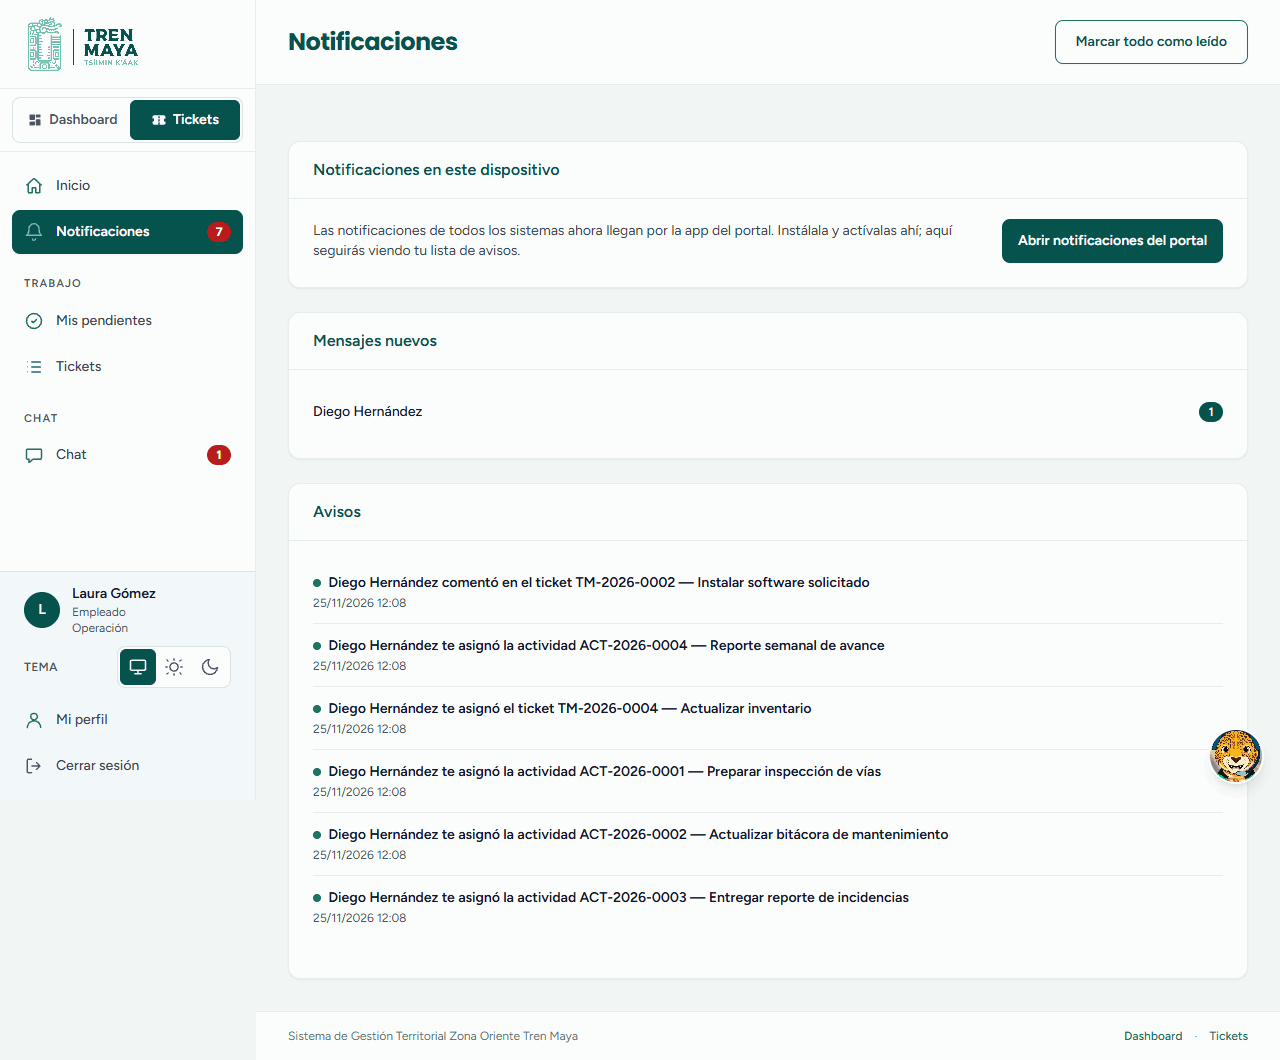 TREN
MAYA
TSÍIMIN K'ÁAK
Dashboard
Tickets
Inicio
Notificaciones
7
TRABAJO
Mis pendientes
Tickets
CHAT
Chat
1
L
Laura Gómez
Empleado
Operación
TEMA
Mi perfil
Cerrar sesión
Notificaciones
Marcar todo como leído
Notificaciones en este dispositivo
Las notificaciones de todos los sistemas ahora llegan por la app del portal. Instálala y actívalas ahí; aquí
seguirás viendo tu lista de avisos.
Abrir notificaciones del portal
Mensajes nuevos
Diego Hernández
1
Avisos
Diego Hernández comentó en el ticket TM-2026-0002 — Instalar software solicitado
25/11/2026 12:08
Diego Hernández te asignó la actividad ACT-2026-0004 — Reporte semanal de avance
25/11/2026 12:08
Diego Hernández te asignó el ticket TM-2026-0004 — Actualizar inventario
25/11/2026 12:08
Diego Hernández te asignó la actividad ACT-2026-0001 — Preparar inspección de vías
25/11/2026 12:08
Diego Hernández te asignó la actividad ACT-2026-0002 — Actualizar bitácora de mantenimiento
25/11/2026 12:08
Diego Hernández te asignó la actividad ACT-2026-0003 — Entregar reporte de incidencias
25/11/2026 12:08
Sistema de Gestión Territorial Zona Oriente Tren Maya
Dashboard · Tickets